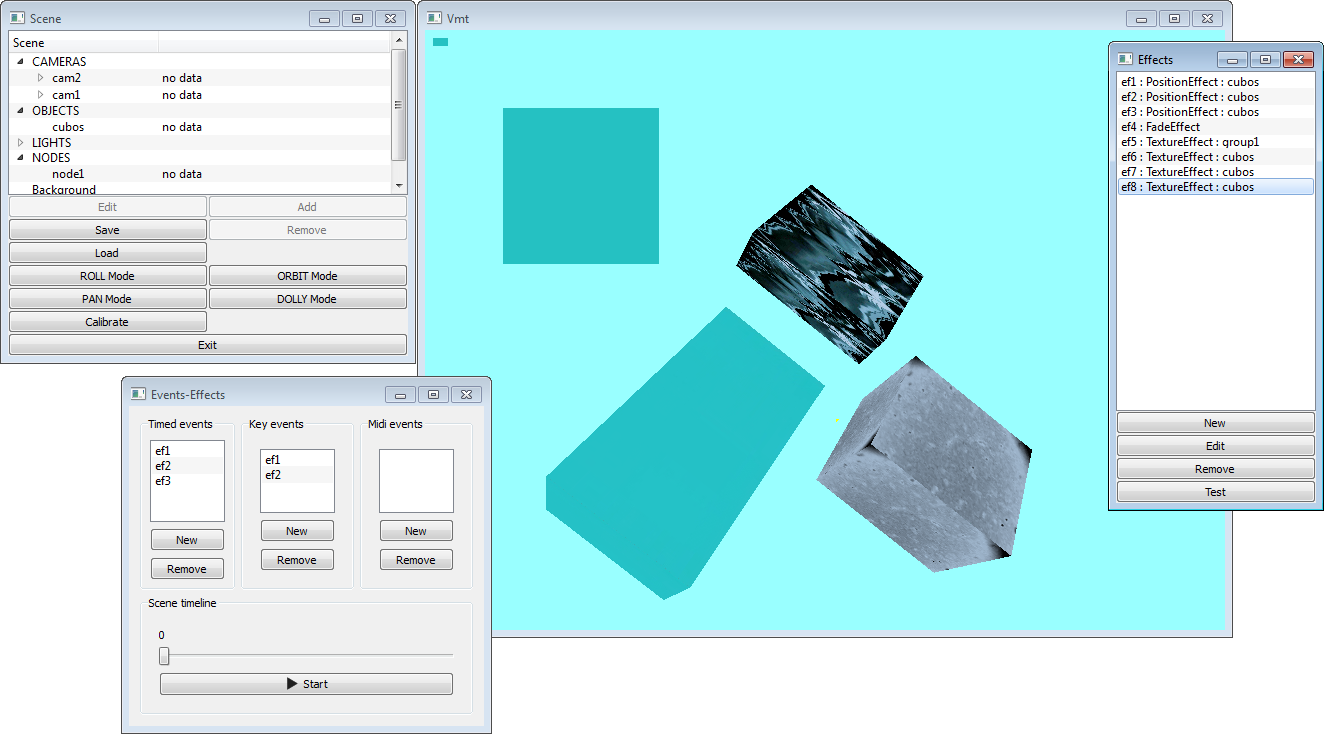 Scene
Scene
CAMERAS
cam2 no data
cam1 no data
OBJECTS
cubos no data
LIGHTS
NODES
node1 no data
Background
Edit Add
Save Remove
Load
ROLL Mode ORBIT Mode
PAN Mode DOLLY Mode
Calibrate
Exit
Vmt
Effects
ef1 : PositionEffect : cubos
ef2 : PositionEffect : cubos
ef3 : PositionEffect : cubos
ef4 : FadeEffect
ef5 : TextureEffect : group1
ef6 : TextureEffect : cubos
ef7 : TextureEffect : cubos
ef8 : TextureEffect : cubos
New
Edit
Remove
Test
Events-Effects
Timed events
ef1
ef2
ef3
New
Remove
Key events
ef1
ef2
New
Remove
Midi events
New
Remove
Scene timeline
0
Start